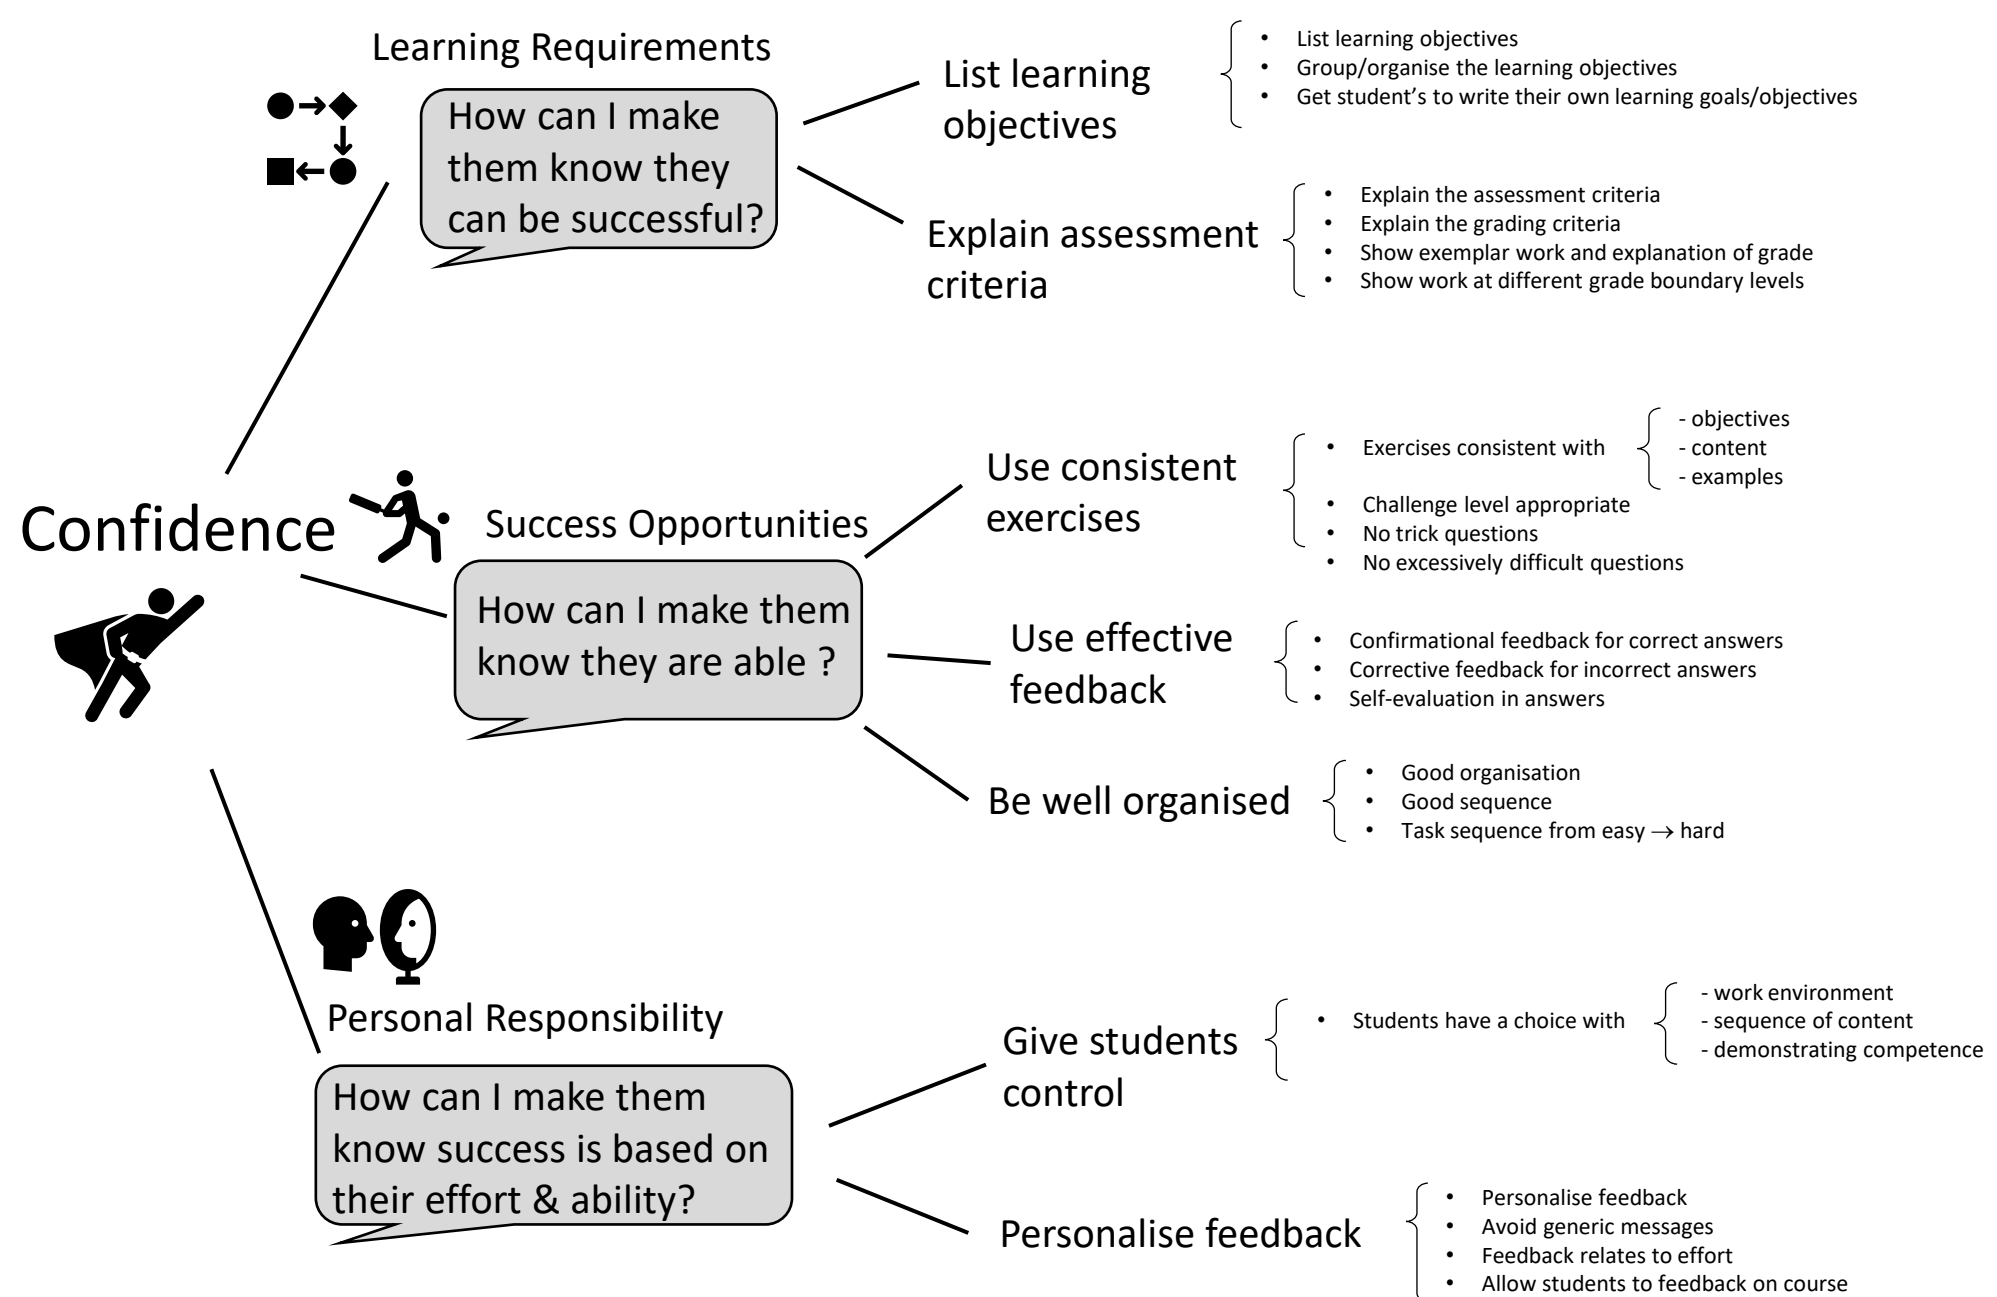 Learning Requirements
How can I make
them know they
can be successful?
List learning
objectives
• List learning objectives
• Group/organise the learning objectives
• Get student's to write their own learning goals/objectives
Explain assessment
criteria
• Explain the assessment criteria
• Explain the grading criteria
• Show exemplar work and explanation of grade
• Show work at different grade boundary levels
Confidence
Success Opportunities
How can I make them
know they are able ?
Use consistent
exercises
• Exercises consistent with
- objectives
- content
- examples
• Challenge level appropriate
• No trick questions
• No excessively difficult questions
Use effective
feedback
• Confirmational feedback for correct answers
• Corrective feedback for incorrect answers
• Self-evaluation in answers
Be well organised
• Good organisation
• Good sequence
• Task sequence from easy → hard
Personal Responsibility
How can I make them
know success is based on
their effort & ability?
Give students
control
• Students have a choice with
- work environment
- sequence of content
- demonstrating competence
Personalise feedback
• Personalise feedback
• Avoid generic messages
• Feedback relates to effort
• Allow students to feedback on course